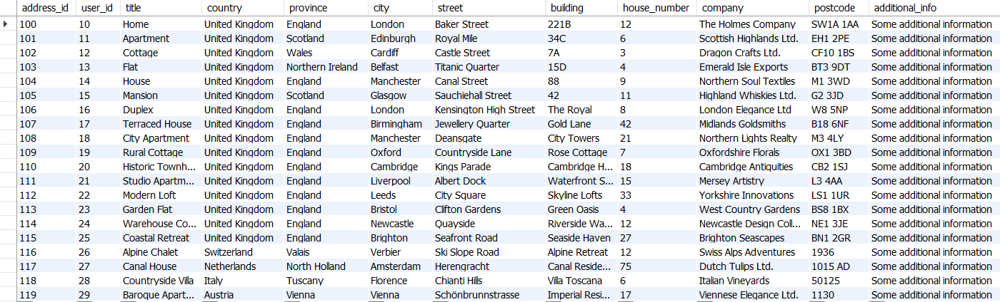 address_id user_id title country province city street building house_number company postcode additional_info
100 10 Home United Kingdom England London Baker Street 221B 12 The Holmes Company SW1A 1AA Some additional information
101 11 Apartment United Kingdom Scotland Edinburgh Royal Mile 34C 6 Scottish Highlands Ltd. EH1 2PE Some additional information
102 12 Cottage United Kingdom Wales Cardiff Castle Street 7A 3 Dragon Crafts Ltd. CF10 1BS Some additional information
103 13 Flat United Kingdom Northern Ireland Belfast Titanic Quarter 15D 4 Emerald Isle Exports BT3 9DT Some additional information
104 14 House United Kingdom England Manchester Canal Street 88 9 Northern Soul Textiles M1 3WD Some additional information
105 15 Mansion United Kingdom Scotland Glasgow Sauchiehall Street 42 11 Highland Whiskies Ltd. G2 3JD Some additional information
106 16 Duplex United Kingdom England London Kensington High Street The Royal 8 London Elegance Ltd W8 5NP Some additional information
107 17 Terraced House United Kingdom England Birmingham Jewellery Quarter Gold Lane 42 Midlands Goldsmiths B18 6NF Some additional information
108 18 City Apartment United Kingdom England Manchester Deansgate City Towers 21 Northern Lights Realty M3 4LY Some additional information
109 19 Rural Cottage United Kingdom England Oxford Countryside Lane Rose Cottage 7 Oxfordshire Florals OX1 3BD Some additional information
110 20 Historic Townh... United Kingdom England Cambridge Kings Parade Cambridge H... 18 Cambridge Antiquities CB2 1SJ Some additional information
111 21 Studio Apartm... United Kingdom England Liverpool Albert Dock Waterfront S... 15 Mersey Artistry L3 4AA Some additional information
112 22 Modern Loft United Kingdom England Leeds City Square Skyline Lofts 33 Yorkshire Innovations LS1 1UR Some additional information
113 23 Garden Flat United Kingdom England Bristol Clifton Gardens Green Oasis 4 West Country Gardens BS8 1BX Some additional information
114 24 Warehouse Co... United Kingdom England Newcastle Quayside Riverside Wa... 12 Newcastle Design Coll... NE1 3JE Some additional information
115 25 Coastal Retreat United Kingdom England Brighton Seafront Road Seaside Haven 27 Brighton Seascapes BN1 2GR Some additional information
116 26 Alpine Chalet Switzerland Valais Verbier Ski Slope Road Alpine Retreat 12 Swiss Alps Adventures 1936 Some additional information
117 27 Canal House Netherlands North Holland Amsterdam Herengracht Canal Reside... 75 Dutch Tulips Ltd. 1015 AD Some additional information
118 28 Countryside Villa Italy Tuscany Florence Chianti Hills Villa Toscana 6 Italian Vineyards 50125 Some additional information
119 29 Baroque Apart... Austria Vienna Vienna Schönbrunnstrasse Imperial Resi... 17 Viennese Elegance Ltd. 1130 Some additional information